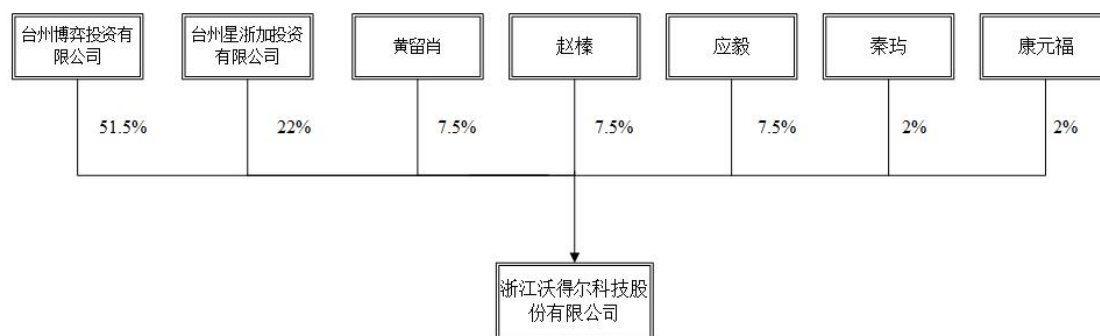 台州博弈投资有
限公司
台州星浙加投资
有限公司
黄留肖
赵榛
应毅
秦玙
康元福
51.5%
22%
7.5%
7.5%
7.5%
2%
2%
浙江沃得尔科技股
份有限公司